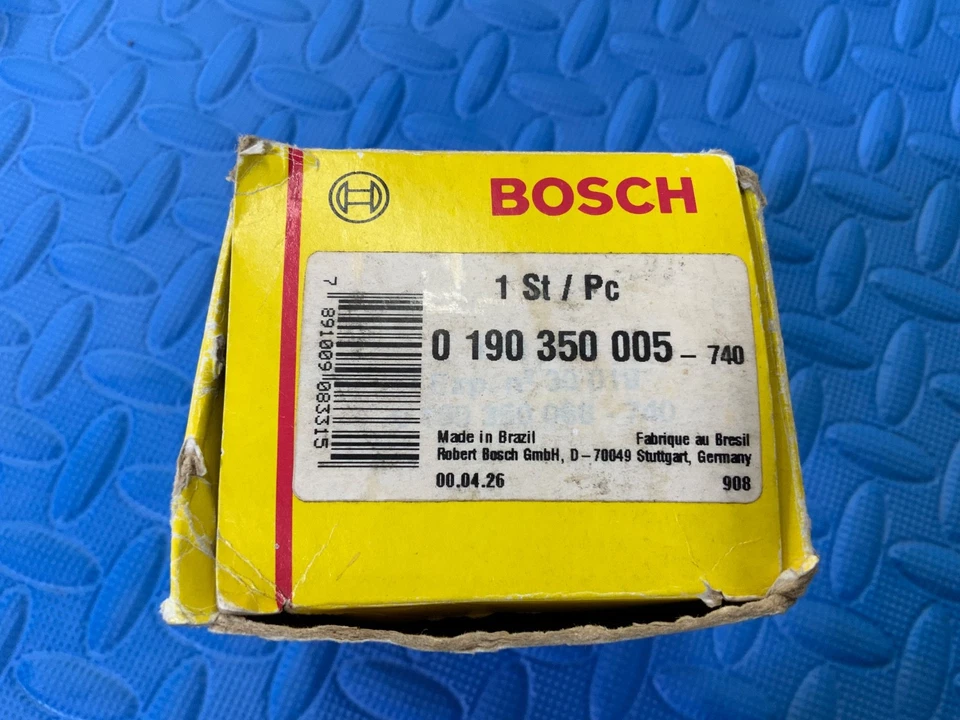 BOSCH
1 St / Pc
0 190 350 005 - 740
Made in Brazil Fabrique au Bresil
Robert Bosch GmbH, D-70049 Stuttgart, Germany
00.04.26 908
7 891009 083315